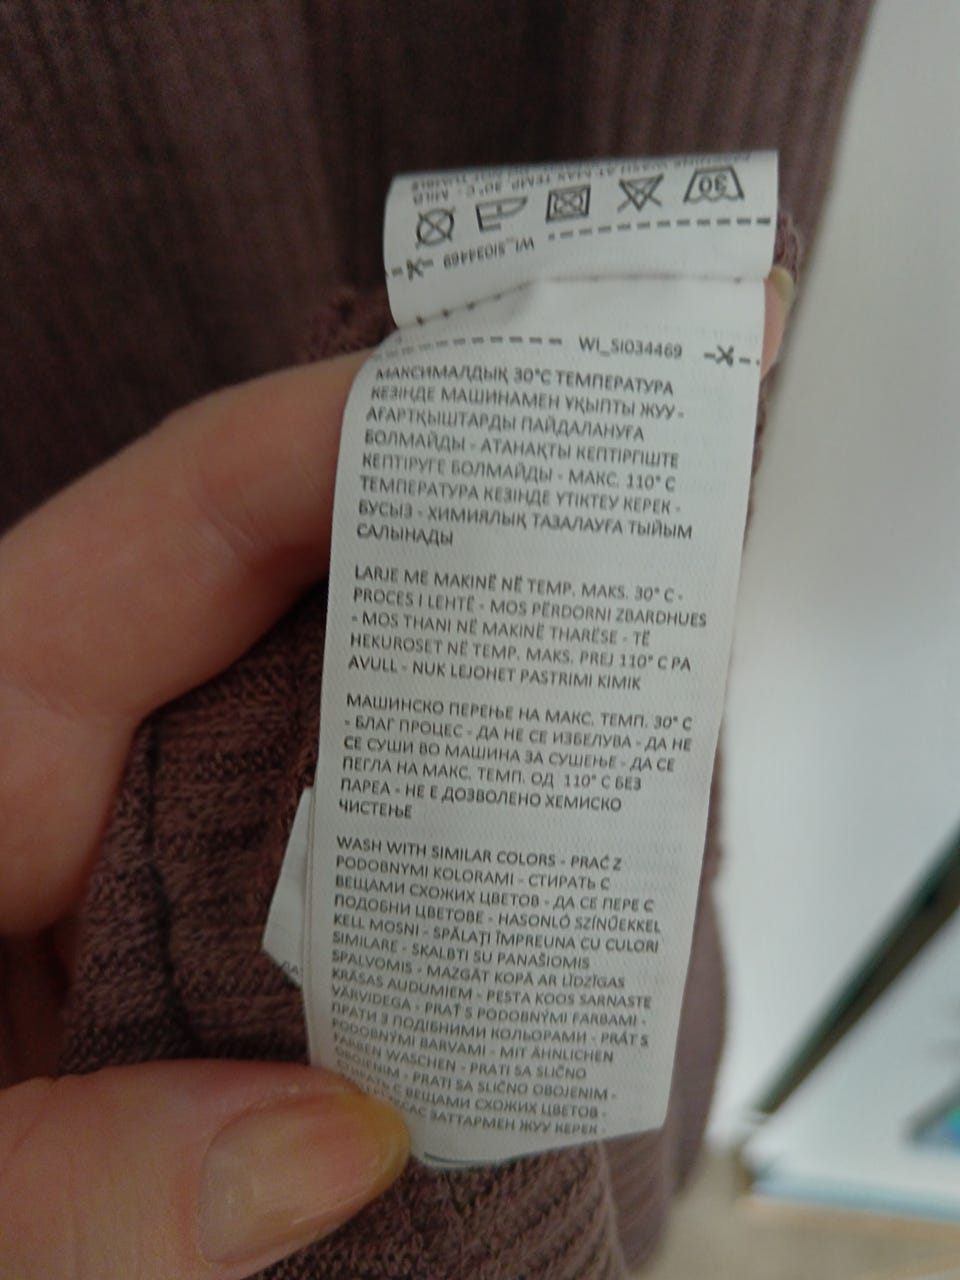 30
WI_SI034469
WI_SI034469
МАКСИМАЛДЫҚ 30°C ТЕМПЕРАТУРА
КЕЗІНДЕ МАШИНАМЕН ҰҚЫПТЫ ЖУУ -
АҒАРТҚЫШТАРДЫ ПАЙДАЛАНУҒА
БОЛМАЙДЫ - АТАНАҚТЫ КЕПТІРГІШТЕ
КЕПТІРУГЕ БОЛМАЙДЫ - МАКС. 110° C
ТЕМПЕРАТУРА КЕЗІНДЕ ҮТІКТЕУ КЕРЕК -
БУСЫЗ - ХИМИЯЛЫҚ ТАЗАЛАУҒА ТЫЙЫМ
САЛЫНАДЫ
LARJE ME MAKINË NË TEMP. MAKS. 30° C -
PROCES I LEHTË - MOS PËRDORNI ZBARDHUES
- MOS THANI NË MAKINË THARËSE - TË
HEKUROSET NË TEMP. MAKS. PREJ 110° C PA
AVULL - NUK LEJOHET PASTRIMI KIMIK
МАШИНСКО ПЕРЕЊЕ НА МАКС. ТЕМП. 30° C
- БЛАГ ПРОЦЕС - ДА НЕ СЕ ИЗБЕЛУВА - ДА НЕ
СЕ СУШИ ВО МАШИНА ЗА СУШЕЊЕ - ДА СЕ
ПЕГЛА НА МАКС. ТЕМП. ОД 110° C БЕЗ
ПАРЕА - НЕ Е ДОЗВОЛЕНО ХЕМИСКО
ЧИСТЕЊЕ
WASH WITH SIMILAR COLORS - PRAĆ Z
PODOBNYMI KOLORAMI - СТИРАТЬ С
ВЕЩАМИ СХОЖИХ ЦВЕТОВ - ДА СЕ ПЕРЕ С
ПОДОБНИ ЦВЕТОВЕ - HASONLÓ SZÍNŰEKKEL
KELL MOSNI - SPĂLAȚI ÎMPREUNA CU CULORI
SIMILARE - SKALBTI SU PANAŠIOMIS
SPALVOMIS - MAZGĀT KOPĀ AR LĪDZĪGAS
KRĀSAS AUDUMIEM - PESTA KOOS SARNASTE
VÄRVIDEGA - PRAŤ S PODOBNÝMI FARBAMI -
ПРАТИ З ПОДІБНИМИ КОЛЬОРАМИ - PRÁT S
PODOBNÝMI BARVAMI - MIT ÄHNLICHEN
FARBEN WASCHEN - PRATI SA SLIČNO
OBOJENIM - PRATI SA SLIČNO OBOJENIM -
СТИРАТЬ С ВЕЩАМИ СХОЖИХ ЦВЕТОВ -
ЗАТТАРМЕН ЖУУ КЕРЕК -